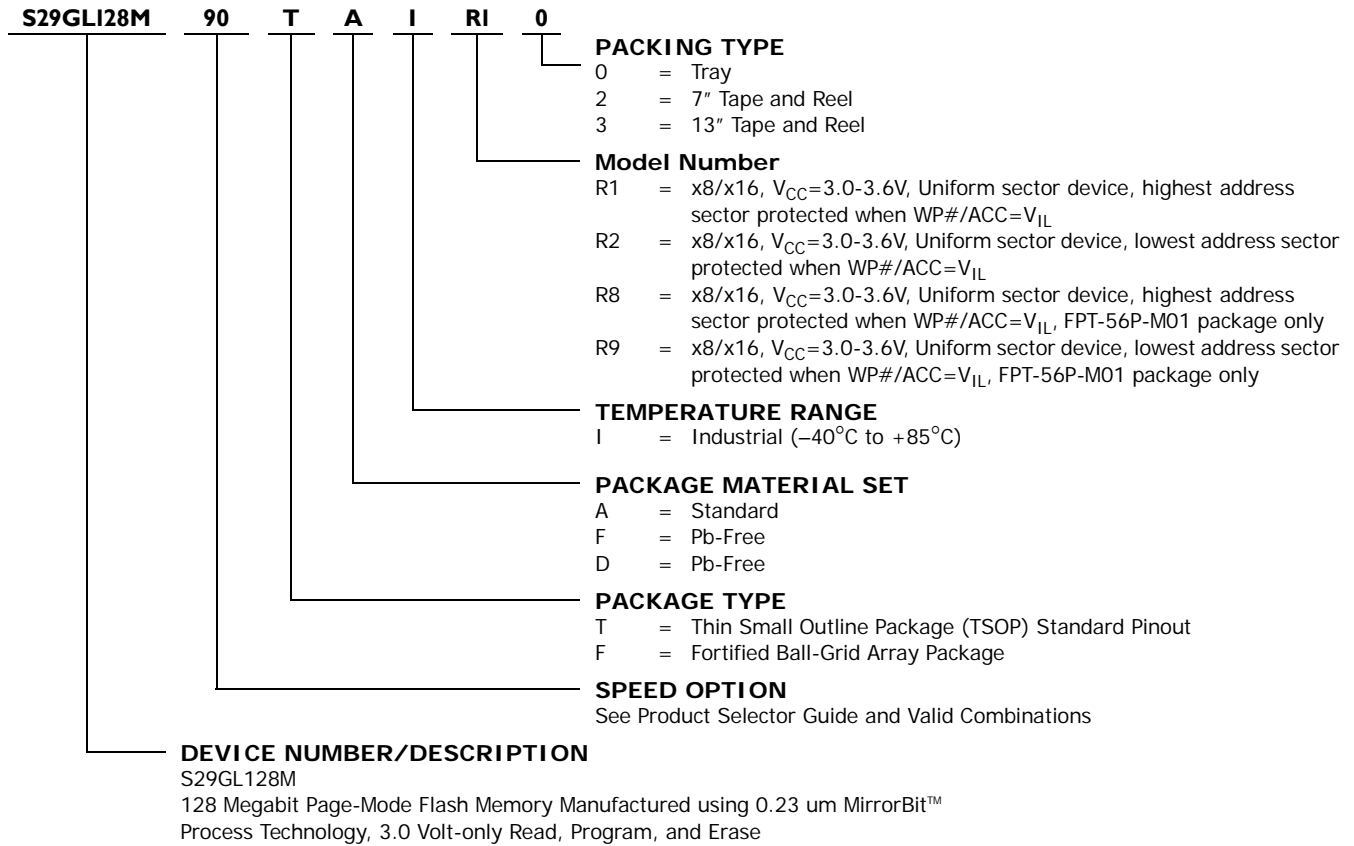 S29GL128M 90 T A I R1 0
PACKING TYPE
0 = Tray
2 = 7″ Tape and Reel
3 = 13″ Tape and Reel
Model Number
R1 = x8/x16, VCC=3.0-3.6V, Uniform sector device, highest address
sector protected when WP#/ACC=VIL
R2 = x8/x16, VCC=3.0-3.6V, Uniform sector device, lowest address sector
protected when WP#/ACC=VIL
R8 = x8/x16, VCC=3.0-3.6V, Uniform sector device, highest address
sector protected when WP#/ACC=VIL, FPT-56P-M01 package only
R9 = x8/x16, VCC=3.0-3.6V, Uniform sector device, lowest address sector
protected when WP#/ACC=VIL, FPT-56P-M01 package only
TEMPERATURE RANGE
I = Industrial (–40°C to +85°C)
PACKAGE MATERIAL SET
A = Standard
F = Pb-Free
D = Pb-Free
PACKAGE TYPE
T = Thin Small Outline Package (TSOP) Standard Pinout
F = Fortified Ball-Grid Array Package
SPEED OPTION
See Product Selector Guide and Valid Combinations
DEVICE NUMBER/DESCRIPTION
S29GL128M
128 Megabit Page-Mode Flash Memory Manufactured using 0.23 um MirrorBit™
Process Technology, 3.0 Volt-only Read, Program, and Erase